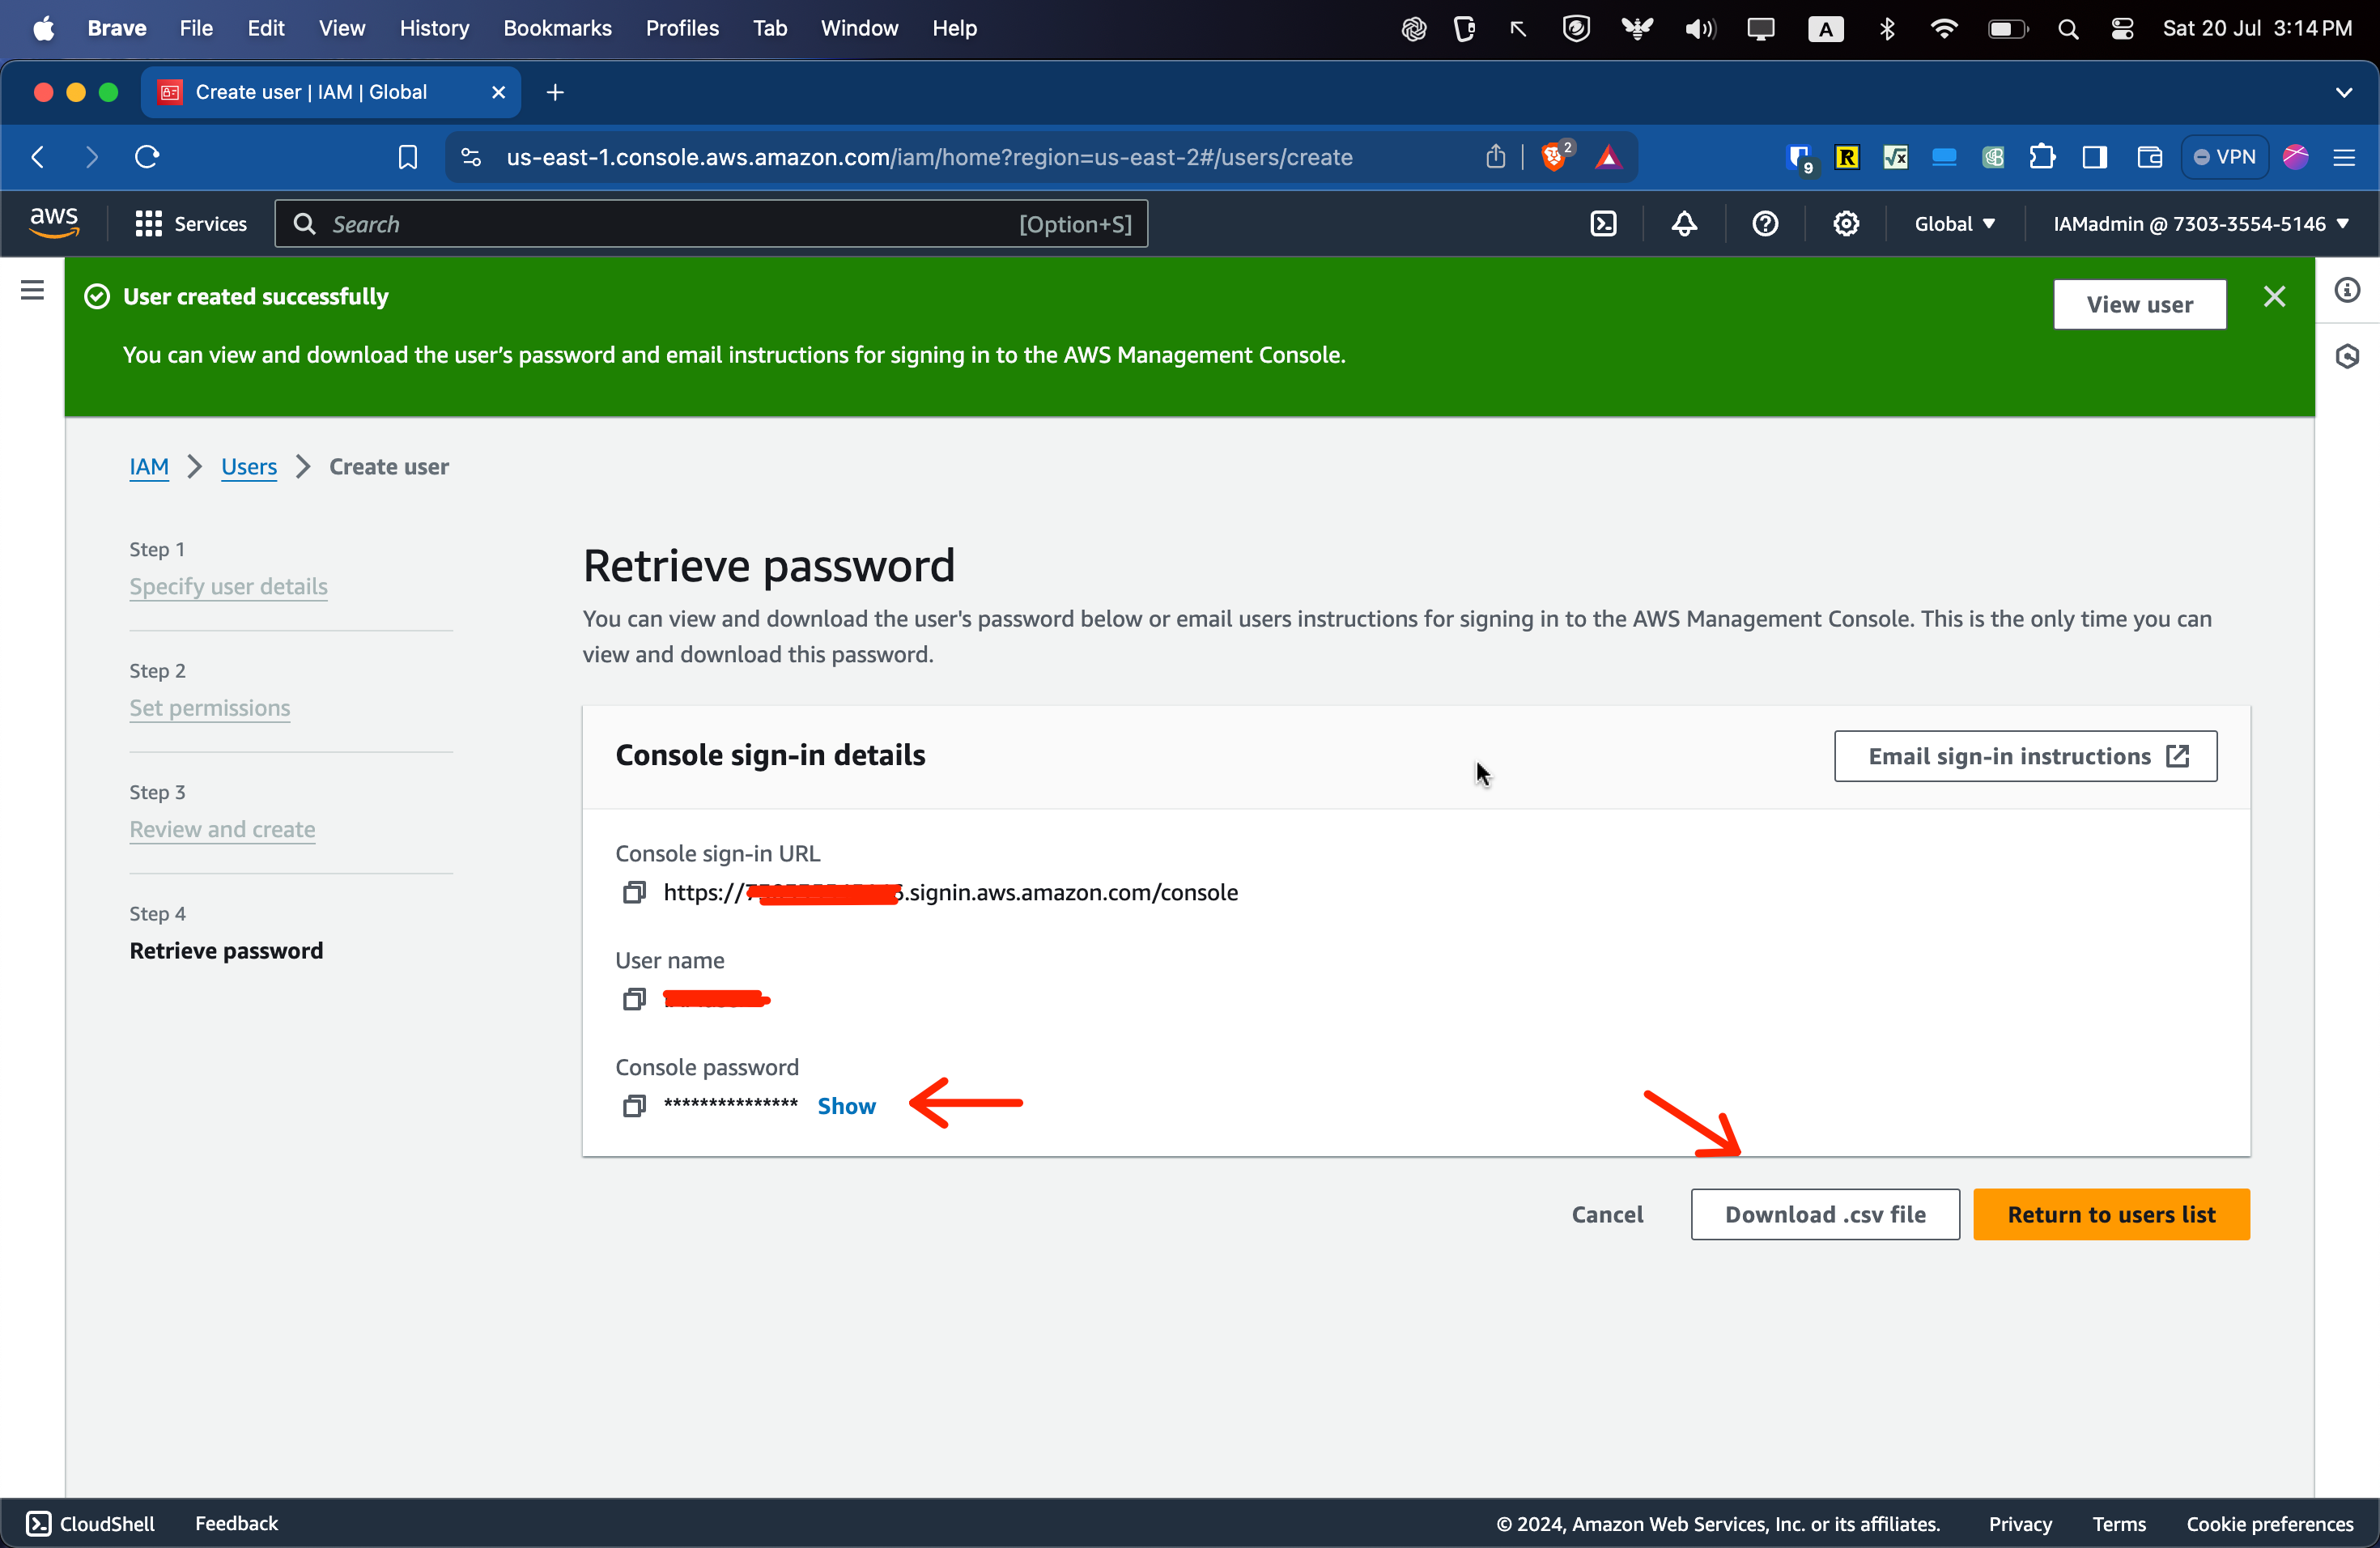 Brave File Edit View History Bookmarks Profiles Tab Window Help A Sat 20 Jul 3:14 PM
Create user | IAM | Global
us-east-1.console.aws.amazon.com/iam/home?region=us-east-2#/users/create 2 9 R √x VPN
aws Services Search [Option+S] Global IAMadmin @ 7303-3554-5146
User created successfully View user
You can view and download the user's password and email instructions for signing in to the AWS Management Console.
IAM Users Create user
Step 1
Specify user details
Step 2
Set permissions
Step 3
Review and create
Step 4
Retrieve password
Retrieve password
You can view and download the user's password below or email users instructions for signing in to the AWS Management Console. This is the only time you can
view and download this password.
Console sign-in details Email sign-in instructions
Console sign-in URL
https:// .signin.aws.amazon.com/console
User name
Console password
*************** Show
Cancel Download .csv file Return to users list
CloudShell Feedback © 2024, Amazon Web Services, Inc. or its affiliates. Privacy Terms Cookie preferences